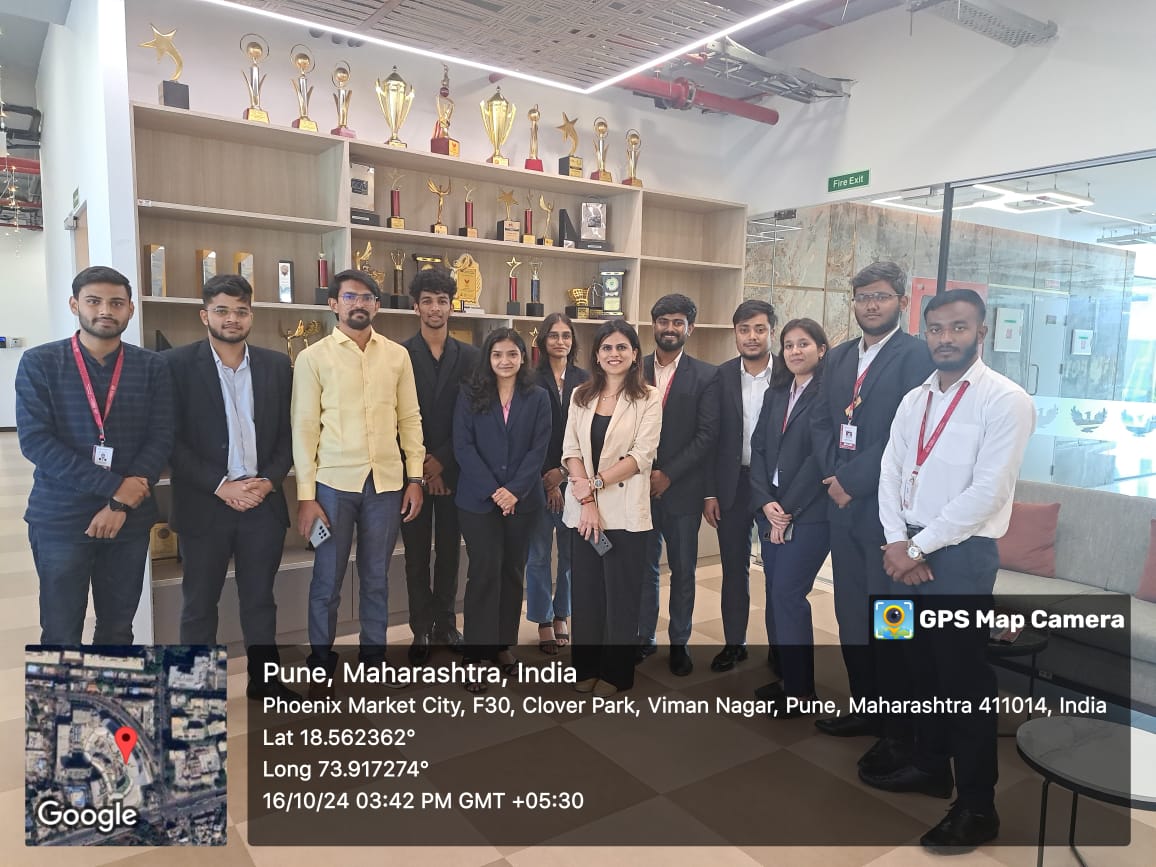 Fire Exit
GPS Map Camera
Pune, Maharashtra, India
Phoenix Market City, F30, Clover Park, Viman Nagar, Pune, Maharashtra 411014, India
Lat 18.562362°
Long 73.917274°
16/10/24 03:42 PM GMT +05:30
Google